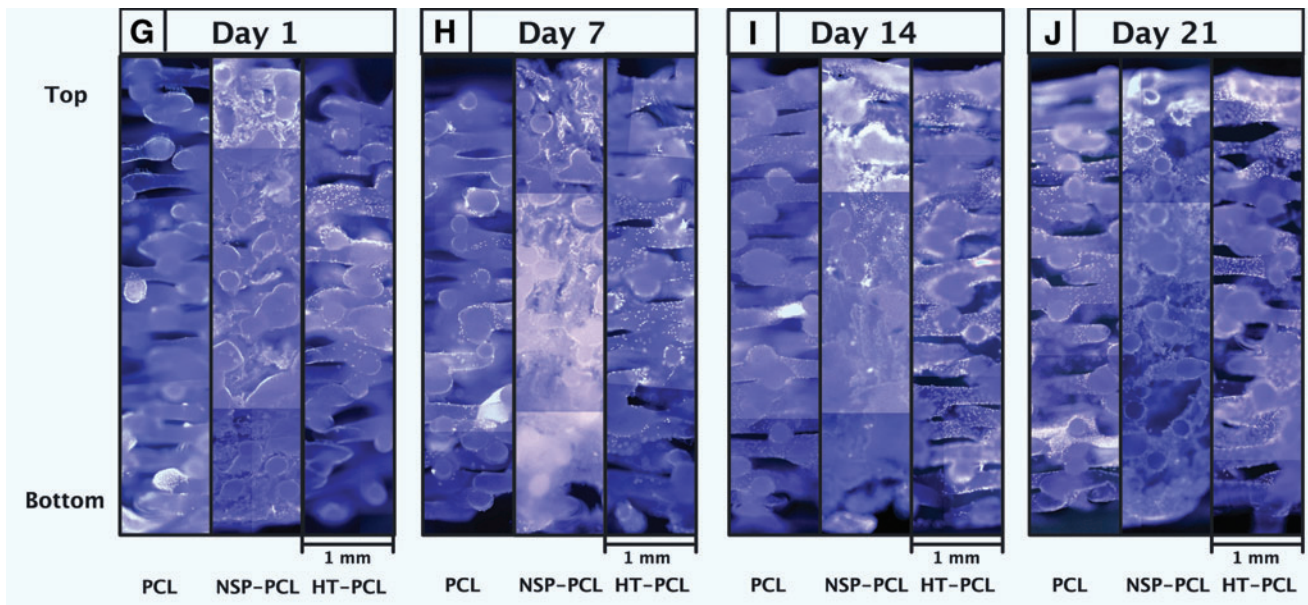 G Day 1 H Day 7 I Day 14 J Day 21
Top
Bottom
1 mm 1 mm 1 mm 1 mm
PCL NSP-PCL HT-PCL PCL NSP-PCL HT-PCL PCL NSP-PCL HT-PCL PCL NSP-PCL HT-PCL